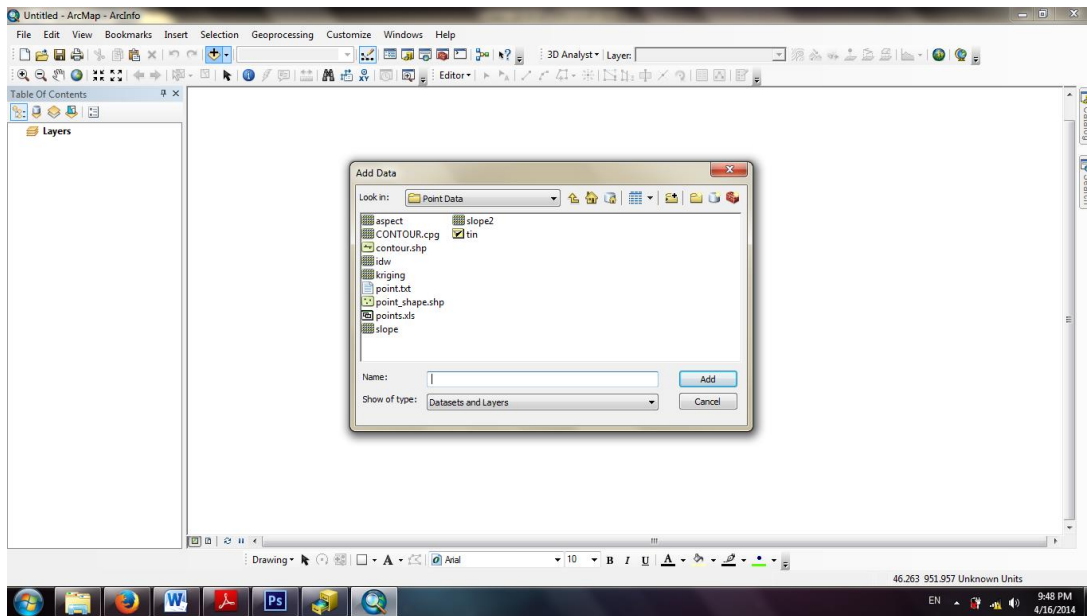 Untitled - ArcMap - ArcInfo
File Edit View Bookmarks Insert Selection Geoprocessing Customize Windows Help
3D Analyst Layer:
Editor
Table Of Contents
Layers
Catalog
Search
Add Data
Look in: Point Data
aspect
CONTOUR.cpg
contour.shp
idw
kriging
point.txt
point_shape.shp
points.xls
slope
slope2
tin
Name:
Add
Show of type: Datasets and Layers
Cancel
Drawing A Arial 10 B I U A
46.263 951.957 Unknown Units
W Ps
EN 9:48 PM
4/16/2014